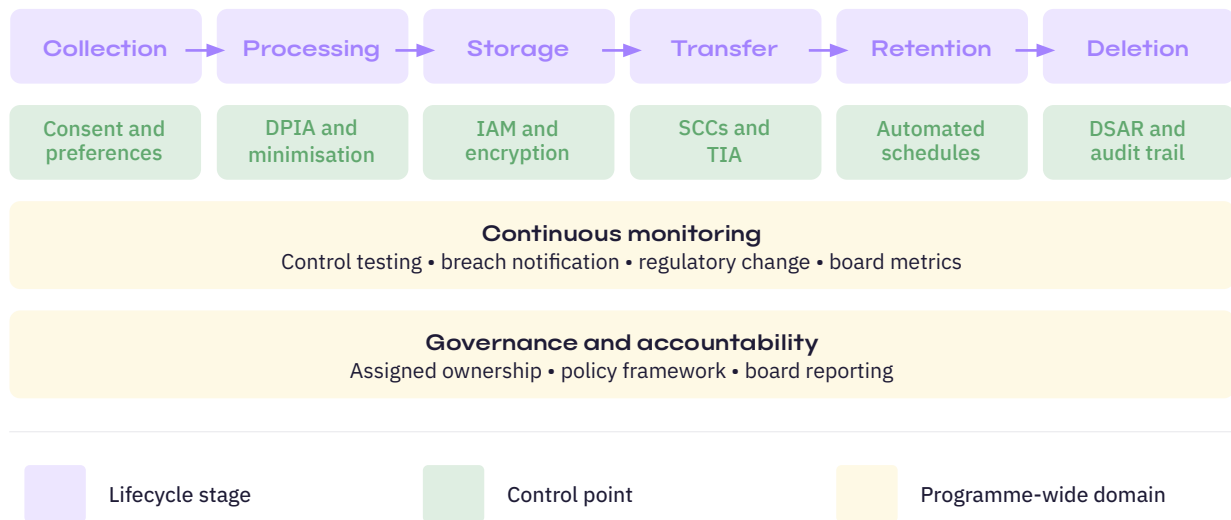 Collection
Processing
Storage
Transfer
Retention
Deletion
Consent and
preferences
DPIA and
minimisation
IAM and
encryption
SCCs and
TIA
Automated
schedules
DSAR and
audit trail
Continuous monitoring
Control testing • breach notification • regulatory change • board metrics
Governance and accountability
Assigned ownership • policy framework • board reporting
Lifecycle stage
Control point
Programme-wide domain